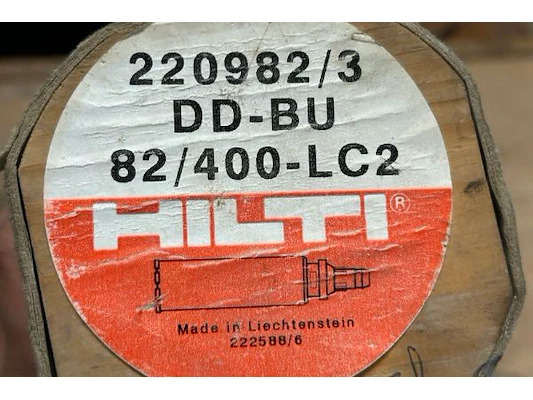 220982/3
DD-BU
82/400-LC2
HILTI®
Made in Liechtenstein
222588/6